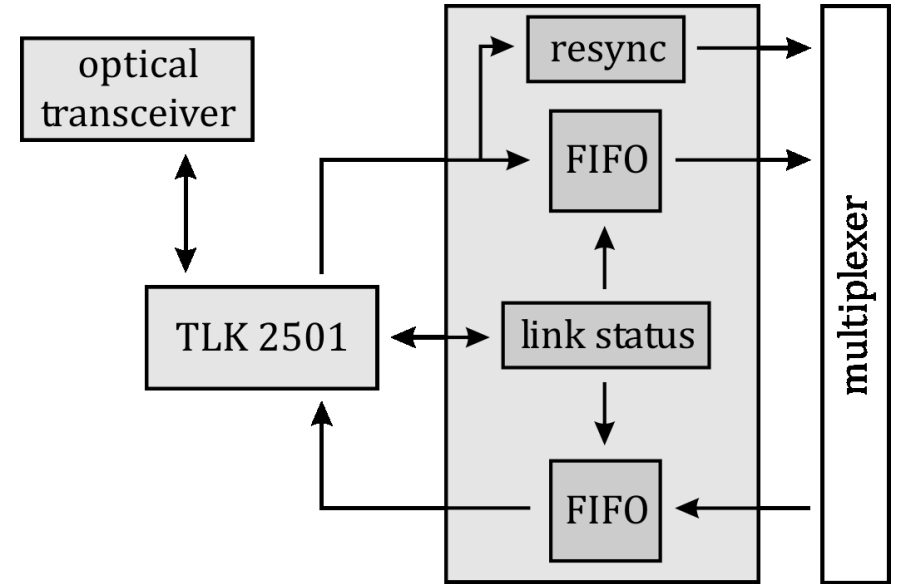 optical
transceiver
resync
FIFO
TLK 2501
link status
FIFO
multiplexer